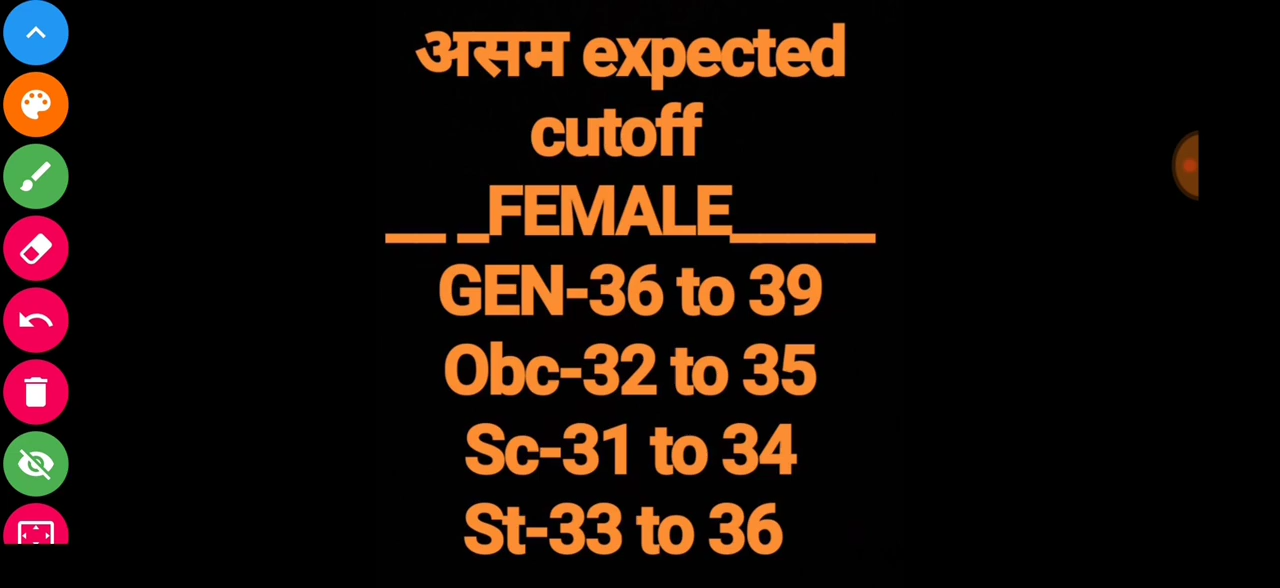 असम expected
cutoff
__ _FEMALE_____
GEN-36 to 39
Obc-32 to 35
Sc-31 to 34
St-33 to 36